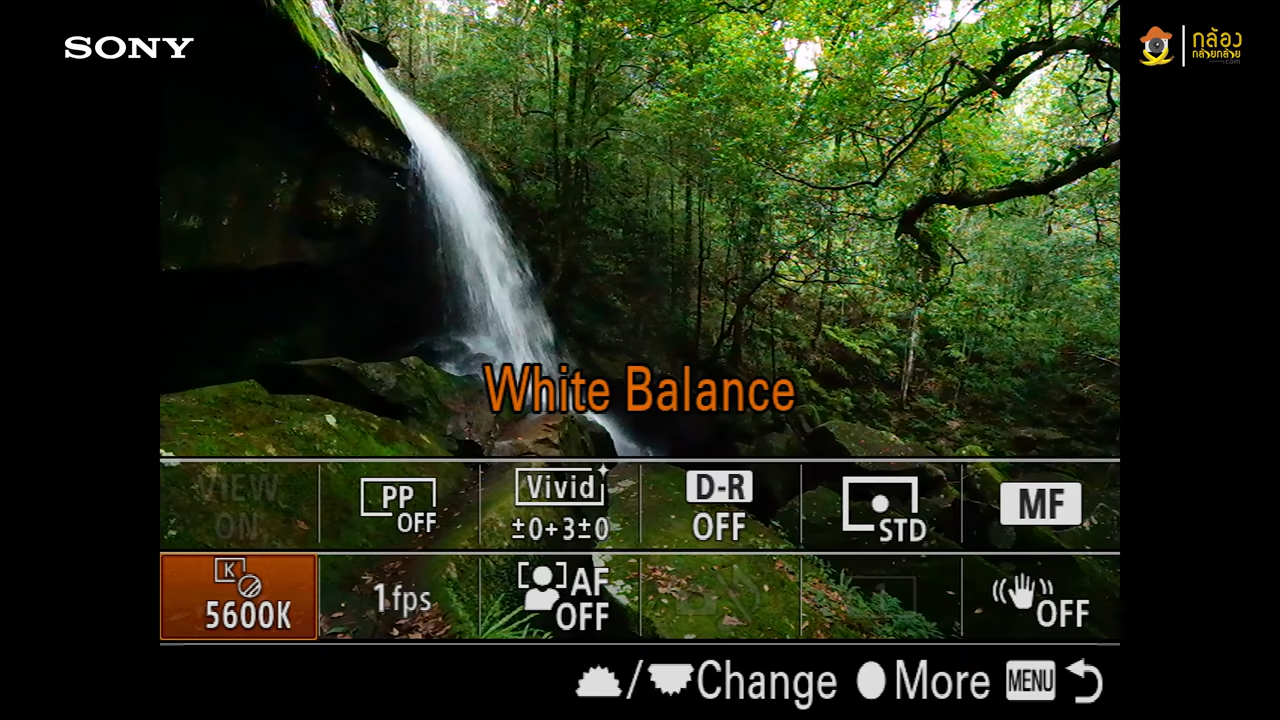 SONY
กล้อง
กล้วยกล้วย
.com
White Balance
VIEW
ON
PP
OFF
Vivid
±0+3±0
D-R
OFF
STD
MF
K
5600K
1fps
AF
OFF
OFF
/ Change More MENU